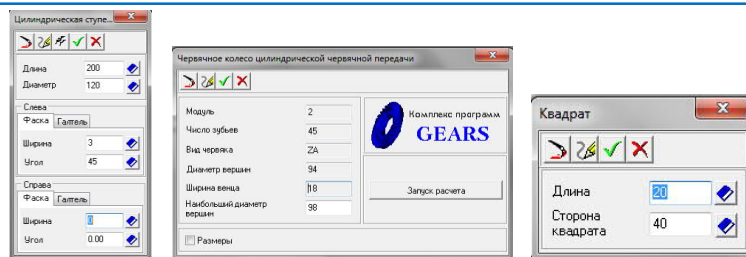 Цилиндрическая ступе...
Длина 200
Диаметр 120
Слева
Фаска Галтель
Ширина 3
Угол 45
Справа
Фаска Галтель
Ширина 0
Угол 0.00
Червячное колесо цилиндрической червячной передачи
Модуль 2
Число зубьев 45
Вид червяка ZA
Диаметр вершин 94
Ширина венца 18
Наибольший диаметр
вершин 98
Размеры
Комплекс программ
GEARS
Запуск расчета
Квадрат
Длина 20
Сторона
квадрата 40